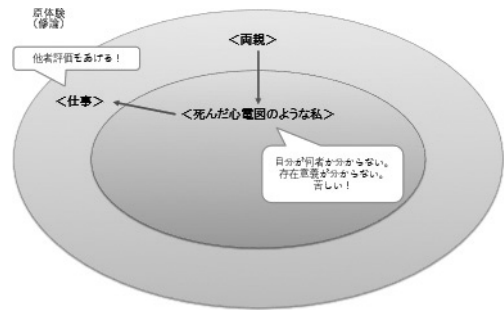 原体験
（修論）
＜両親＞
他者評価をあげる！
＜仕事＞
＜死んだ心電図のような私＞
自分が何者か分からない。
存在意義が分からない。
苦しい！